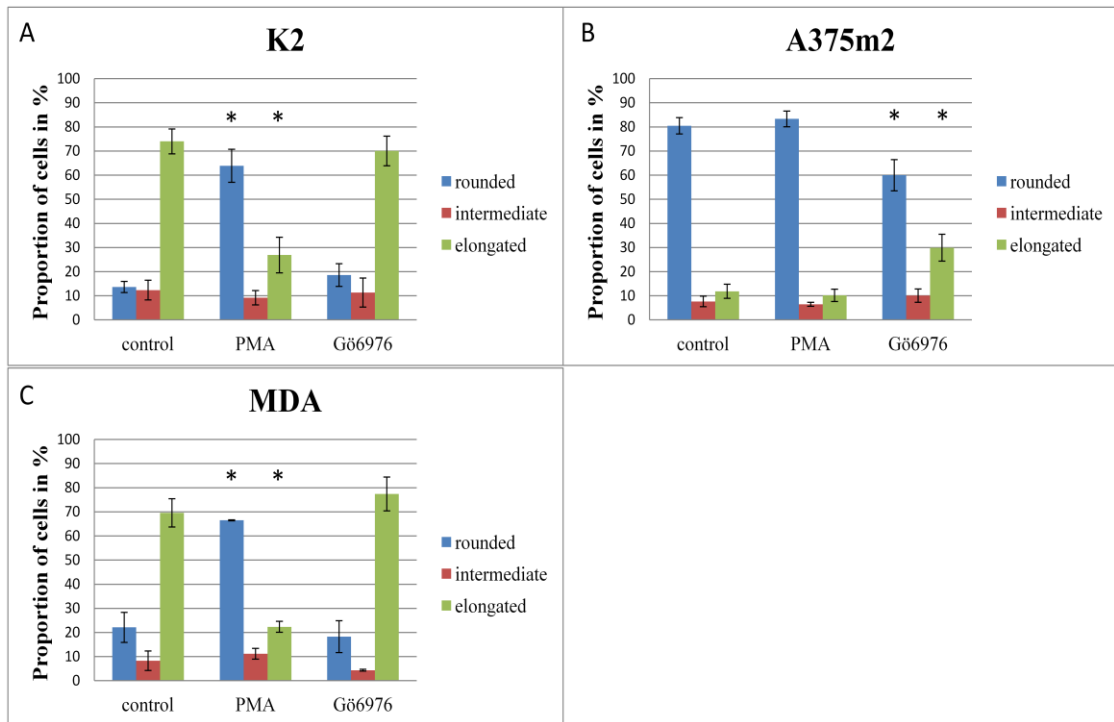 A
K2
Proportion of cells in %
100
90
80
70
60
50
40
30
20
10
0
* *
control PMA Gö6976
rounded
intermediate
elongated
B
A375m2
Proportion of cells in %
100
90
80
70
60
50
40
30
20
10
0
* *
control PMA Gö6976
rounded
intermediate
elongated
C
MDA
Proportion of cells in %
100
90
80
70
60
50
40
30
20
10
0
* *
control PMA Gö6976
rounded
intermediate
elongated